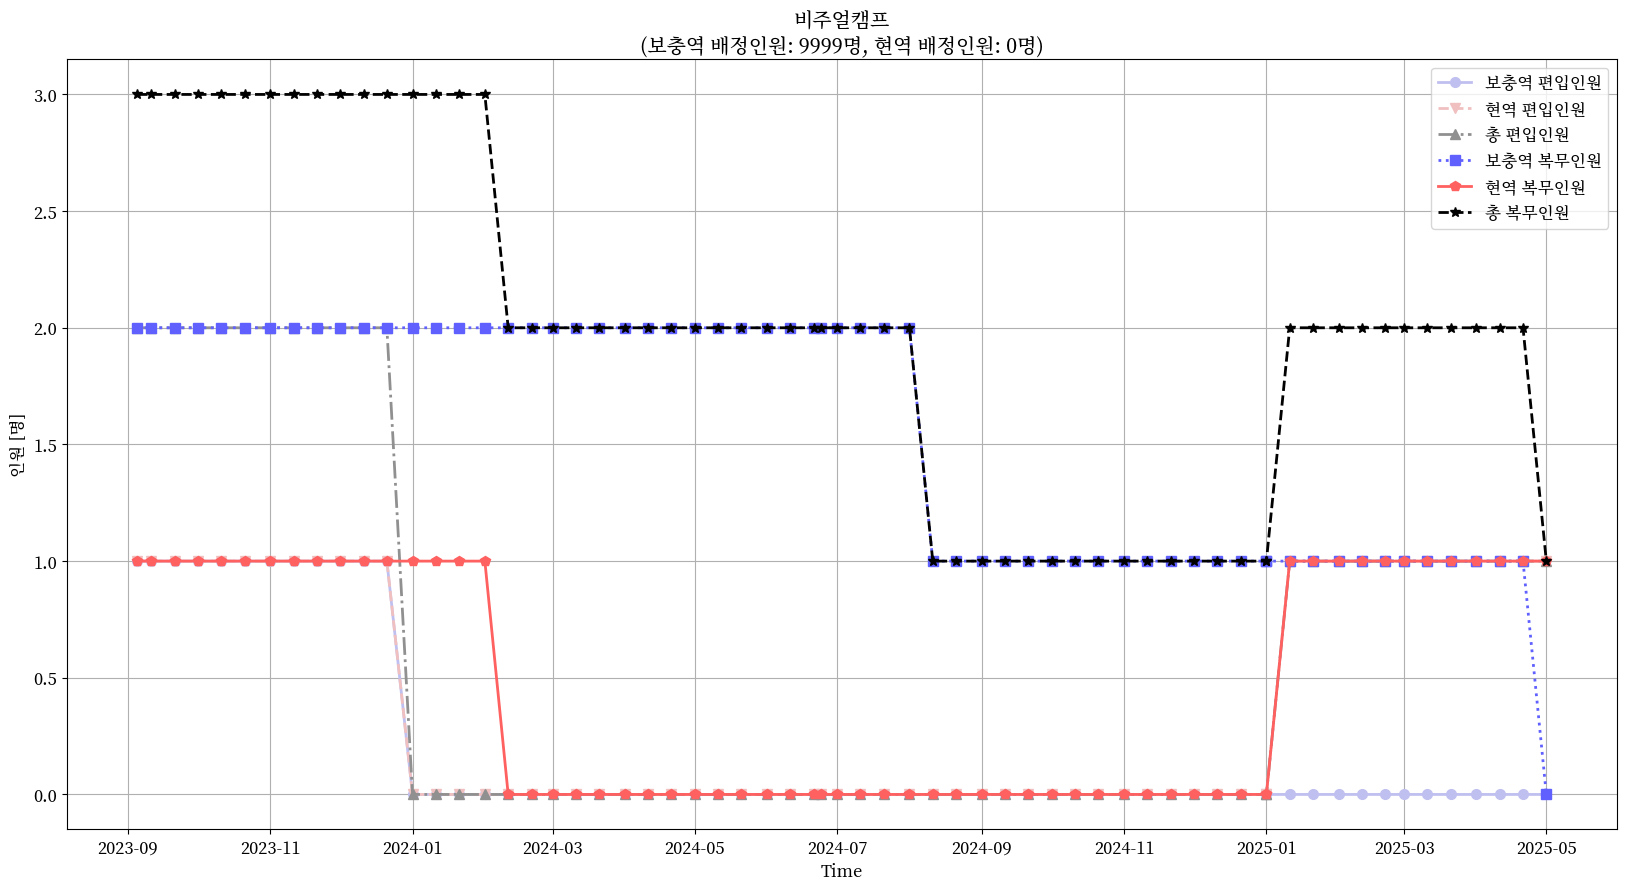 비주얼캠프
(보충역 배정인원: 9999명, 현역 배정인원: 0명)
보충역 편입인원
현역 편입인원
총 편입인원
보충역 복무인원
현역 복무인원
총 복무인원
3.0
2.5
2.0
1.5
1.0
0.5
0.0
인원 [명]
2023-09
2023-11
2024-01
2024-03
2024-05
2024-07
2024-09
2024-11
2025-01
2025-03
2025-05
Time